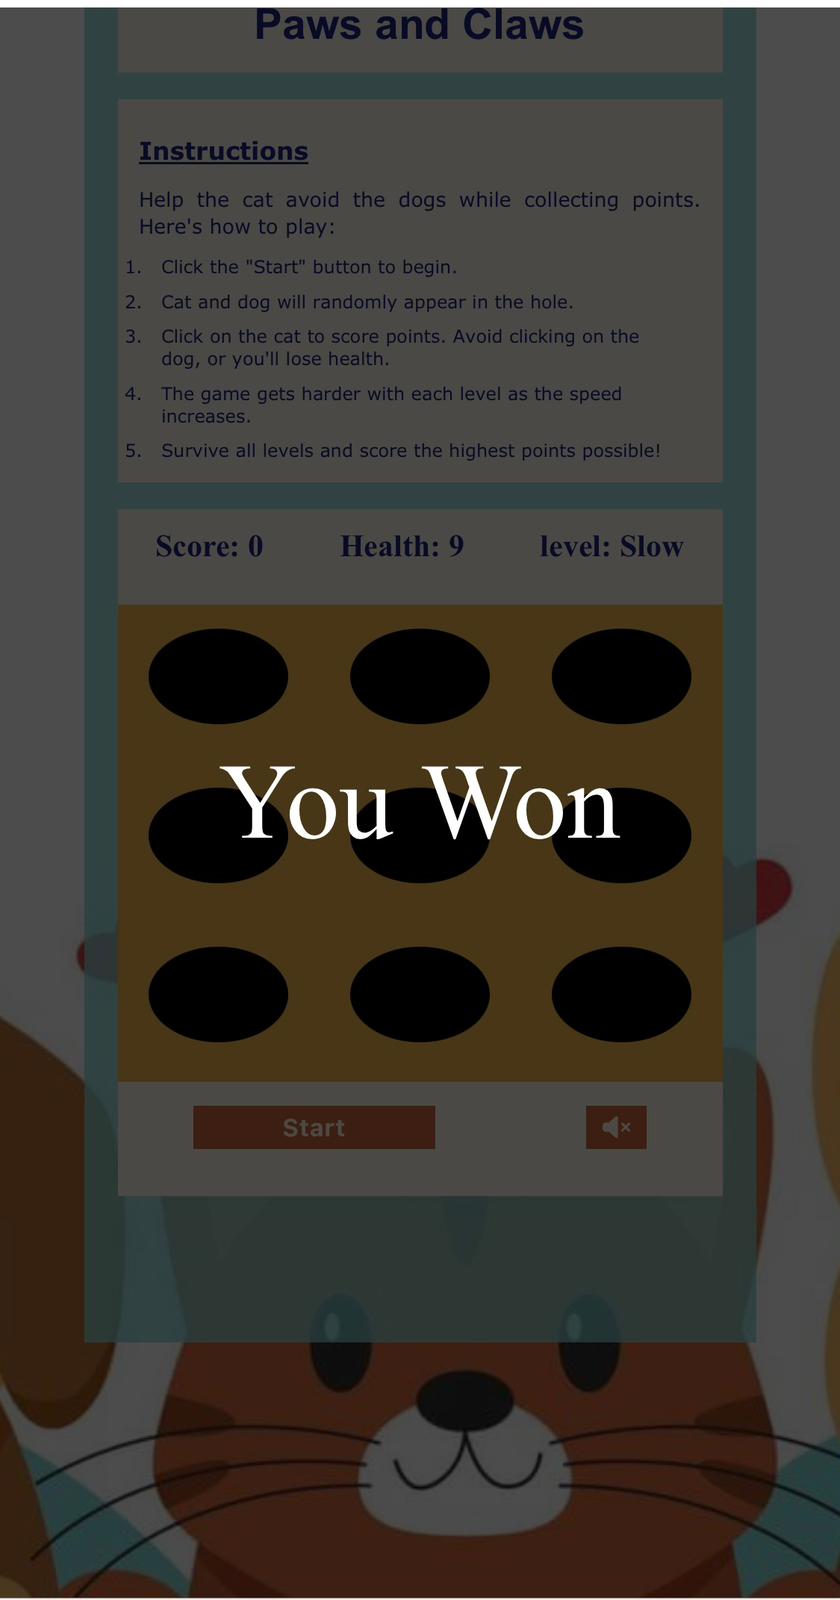 Paws and Claws
Instructions
Help the cat avoid the dogs while collecting points.
Here's how to play:
1. Click the "Start" button to begin.
2. Cat and dog will randomly appear in the hole.
3. Click on the cat to score points. Avoid clicking on the
dog, or you'll lose health.
4. The game gets harder with each level as the speed
increases.
5. Survive all levels and score the highest points possible!
Score: 0 Health: 9 level: Slow
You Won
Start